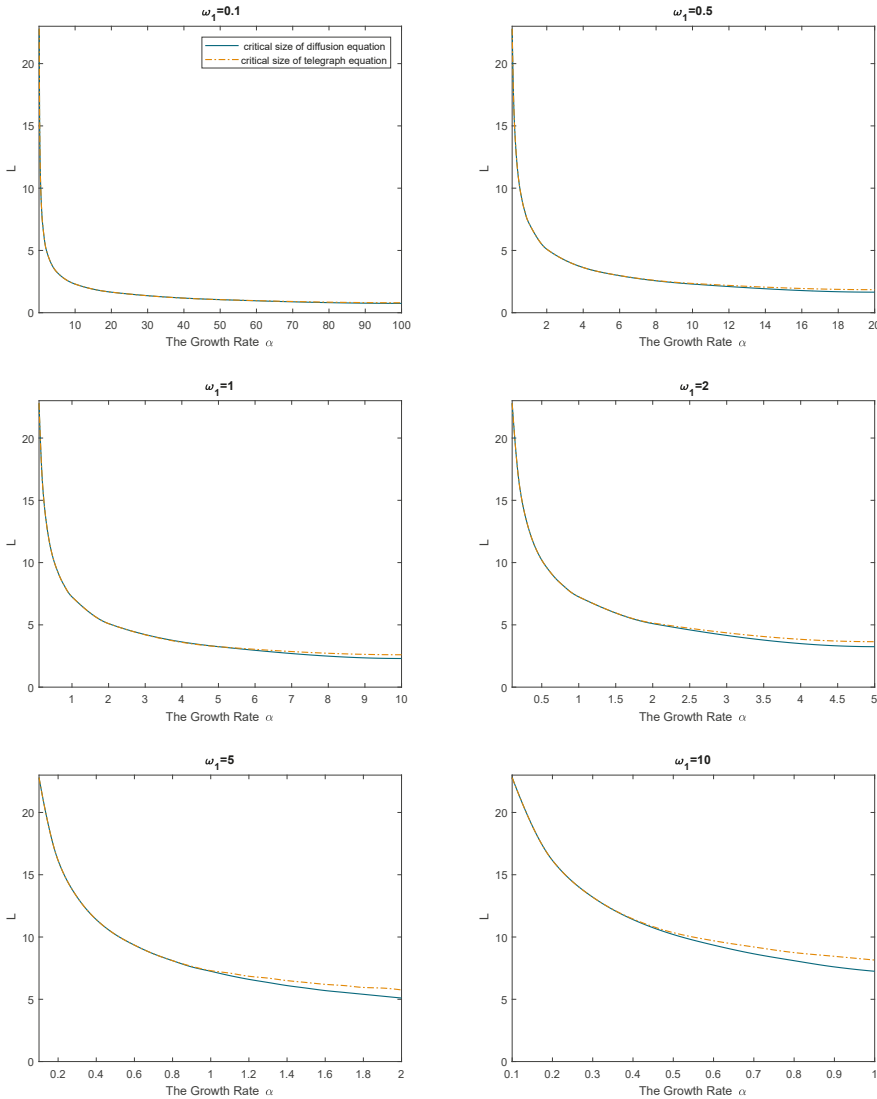 ω1=0.1
critical size of diffusion equation
critical size of telegraph equation
20
15
10
5
0
L
10 20 30 40 50 60 70 80 90 100
The Growth Rate α
ω1=0.5
20
15
10
5
0
L
2 4 6 8 10 12 14 16 18 20
The Growth Rate α
ω1=1
20
15
10
5
0
L
1 2 3 4 5 6 7 8 9 10
The Growth Rate α
ω1=2
20
15
10
5
0
L
0.5 1 1.5 2 2.5 3 3.5 4 4.5 5
The Growth Rate α
ω1=5
20
15
10
5
0
L
0.2 0.4 0.6 0.8 1 1.2 1.4 1.6 1.8 2
The Growth Rate α
ω1=10
20
15
10
5
0
L
0.1 0.2 0.3 0.4 0.5 0.6 0.7 0.8 0.9 1
The Growth Rate α